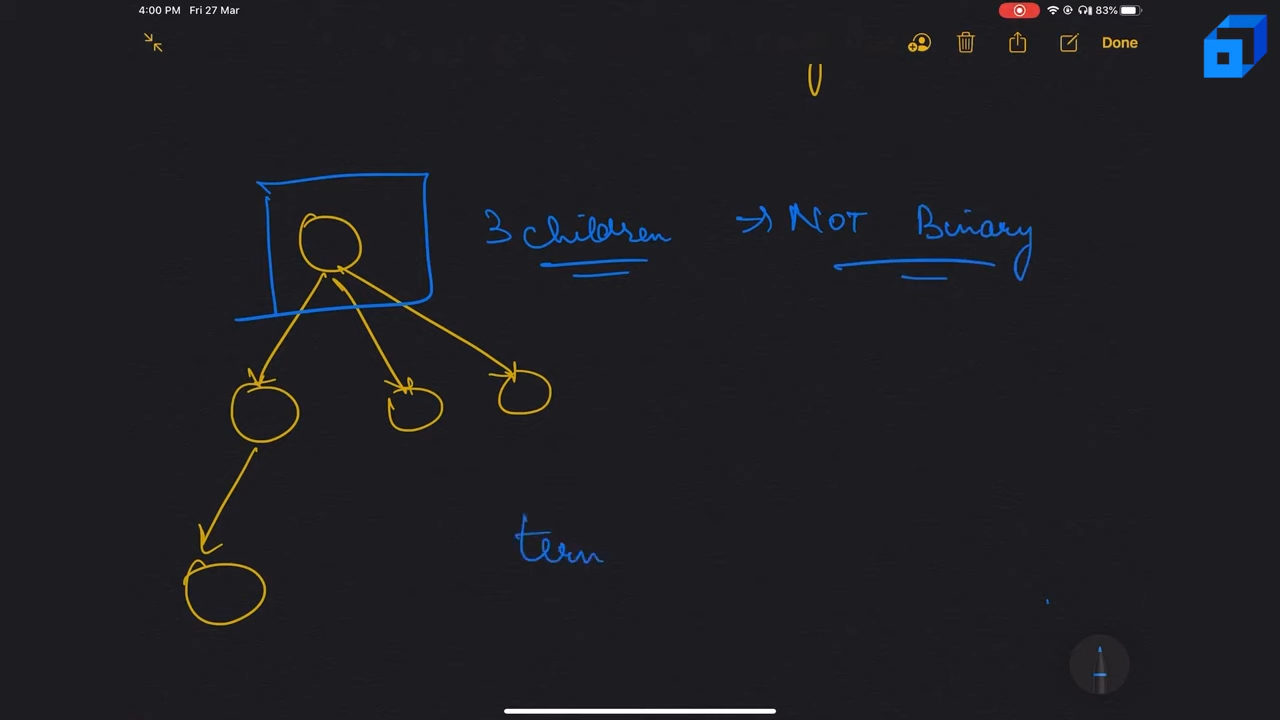 4:00 PM Fri 27 Mar
83%
Done
3 children → NOT Binary
tern